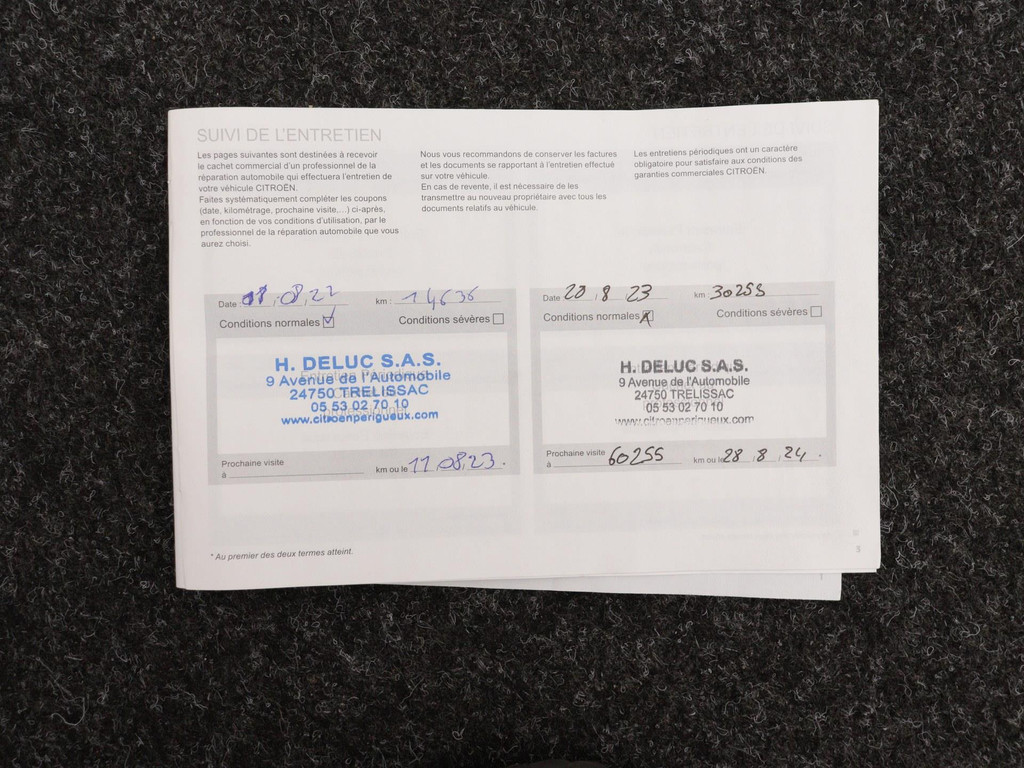 SUIVI DE L'ENTRETIEN
Les pages suivantes sont destinées à recevoir
le cachet commercial d'un professionnel de la
réparation automobile qui effectuera l'entretien de
votre véhicule CITROËN.
Faites systématiquement compléter les coupons
(date, kilométrage, prochaine visite,...) ci-après,
en fonction de vos conditions d'utilisation, par le
professionnel de la réparation automobile que vous
aurez choisi.
Nous vous recommandons de conserver les factures
et les documents se rapportant à l'entretien effectué
sur votre véhicule.
En cas de revente, il est nécessaire de les
transmettre au nouveau propriétaire avec tous les
documents relatifs au véhicule.
Les entretiens périodiques ont un caractère
obligatoire pour satisfaire aux conditions des
garanties commerciales CITROËN.
Date : 08,22 km : 14636
Conditions normales Conditions sévères
H. DELUC S.A.S.
9 Avenue de l'Automobile
24750 TRELISSAC
05 53 02 70 10
www.citroenperigueux.com
Prochaine visite
à km ou le 11,08,23.
Date 8 23 km 30255
Conditions normales Conditions sévères
H. DELUC S.A.S.
9 Avenue de l'Automobile
24750 TRELISSAC
05 53 02 70 10
www.citroenperigueux.com
Prochaine visite 60255
à km ou le 28 8 24.
* Au premier des deux termes atteint.